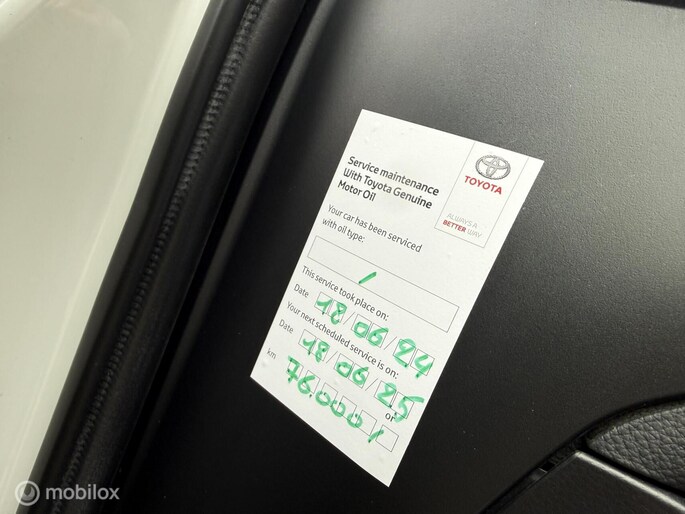 TOYOTA
ALWAYS A
BETTER WAY
Service maintenance
With Toyota Genuine
Motor Oil
Your car has been serviced
with oil type:
/
This service took place on:
Date 18/06/24
Your next scheduled service is on:
Date 18/06/25
or
km 76.000/
mobilox